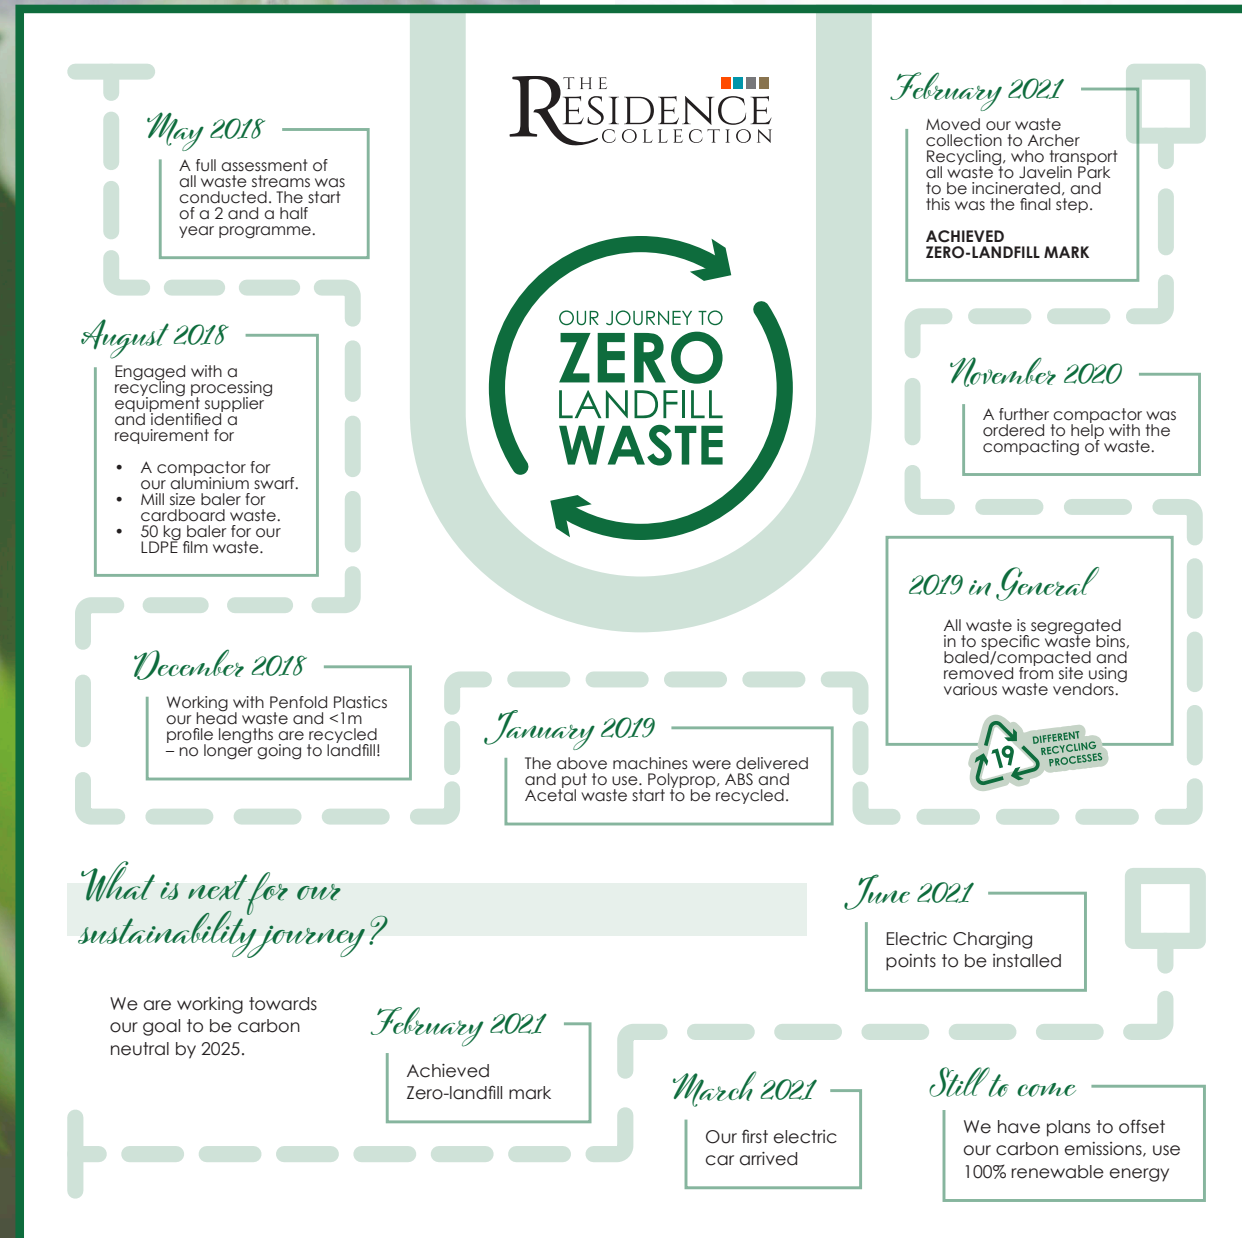 THE
RESIDENCE
COLLECTION
OUR JOURNEY TO
ZERO
LANDFILL
WASTE
May 2018
A full assessment of
all waste streams was
conducted. The start
of a 2 and a half
year programme.
August 2018
Engaged with a
recycling processing
equipment supplier
and identified a
requirement for
• A compactor for
our aluminium swarf.
• Mill size baler for
cardboard waste.
• 50 kg baler for our
LDPE film waste.
December 2018
Working with Penfold Plastics
our head waste and <1m
profile lengths are recycled
– no longer going to landfill!
January 2019
The above machines were delivered
and put to use. Polyprop, ABS and
Acetal waste start to be recycled.
2019 in General
All waste is segregated
in to specific waste bins,
baled/compacted and
removed from site using
various waste vendors.
19
DIFFERENT
RECYCLING
PROCESSES
November 2020
A further compactor was
ordered to help with the
compacting of waste.
February 2021
Moved our waste
collection to Archer
Recycling, who transport
all waste to Javelin Park
to be incinerated, and
this was the final step.
ACHIEVED
ZERO-LANDFILL MARK
What is next for our
sustainability journey?
We are working towards
our goal to be carbon
neutral by 2025.
February 2021
Achieved
Zero-landfill mark
March 2021
Our first electric
car arrived
June 2021
Electric Charging
points to be installed
Still to come
We have plans to offset
our carbon emissions, use
100% renewable energy